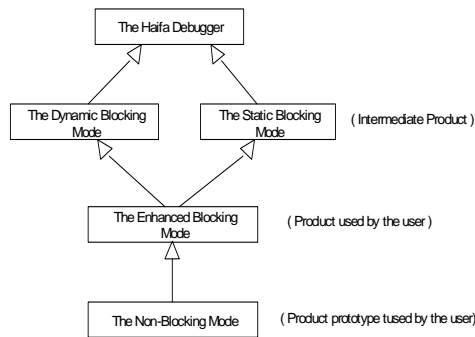 The Haifa Debugger
The Dynamic Blocking
Mode
The Static Blocking
Mode
( Intermediate Product )
The Enhanced Blocking
Mode
( Product used by the user )
The Non-Blocking Mode
( Product prototype tused by the user)